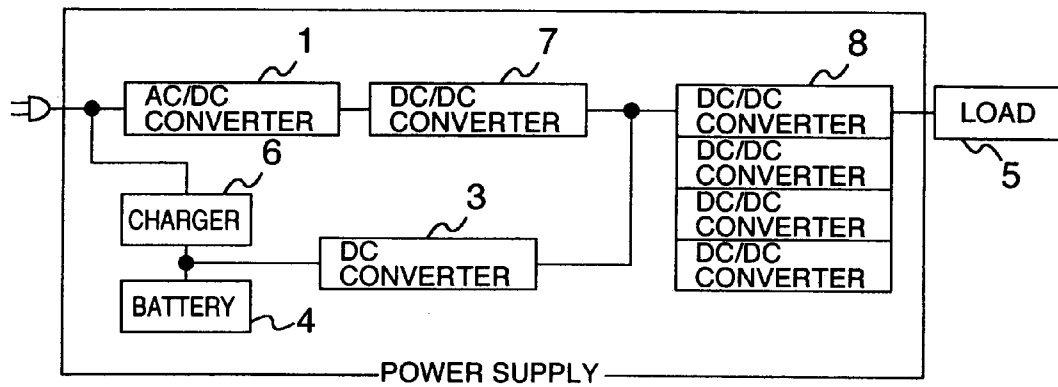 1
7
8
AC/DC
CONVERTER
DC/DC
CONVERTER
DC/DC
CONVERTER
LOAD
DC/DC
CONVERTER
DC/DC
CONVERTER
DC/DC
CONVERTER
5
6
CHARGER
3
DC
CONVERTER
BATTERY
4
POWER SUPPLY